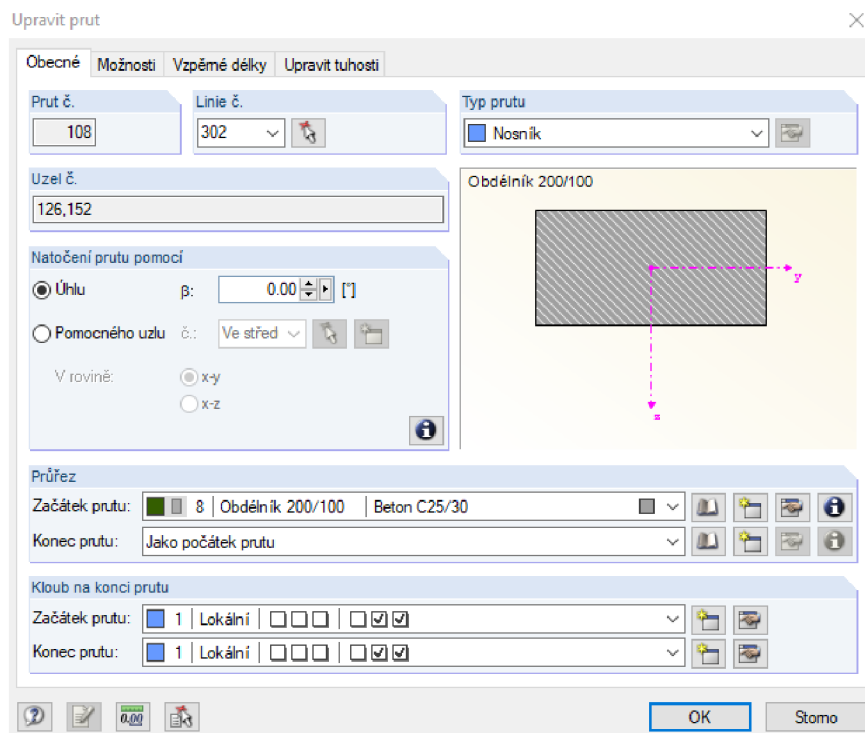 Upravit prut
Obecné Možnosti Vzpěrné délky Upravit tuhosti
Prut č.
108
Linie č.
302
Typ prutu
Nosník
Uzel č.
126,152
Obdélník 200/100
y
z
Natočení prutu pomocí
Úhlu β: 0.00 [°]
Pomocného uzlu č.: Ve střed
V rovině: x-y
x-z
Průřez
Začátek prutu: 8 Obdélník 200/100 Beton C25/30
Konec prutu: Jako počátek prutu
Kloub na konci prutu
Začátek prutu: 1 Lokální
Konec prutu: 1 Lokální
0.00
OK Storno